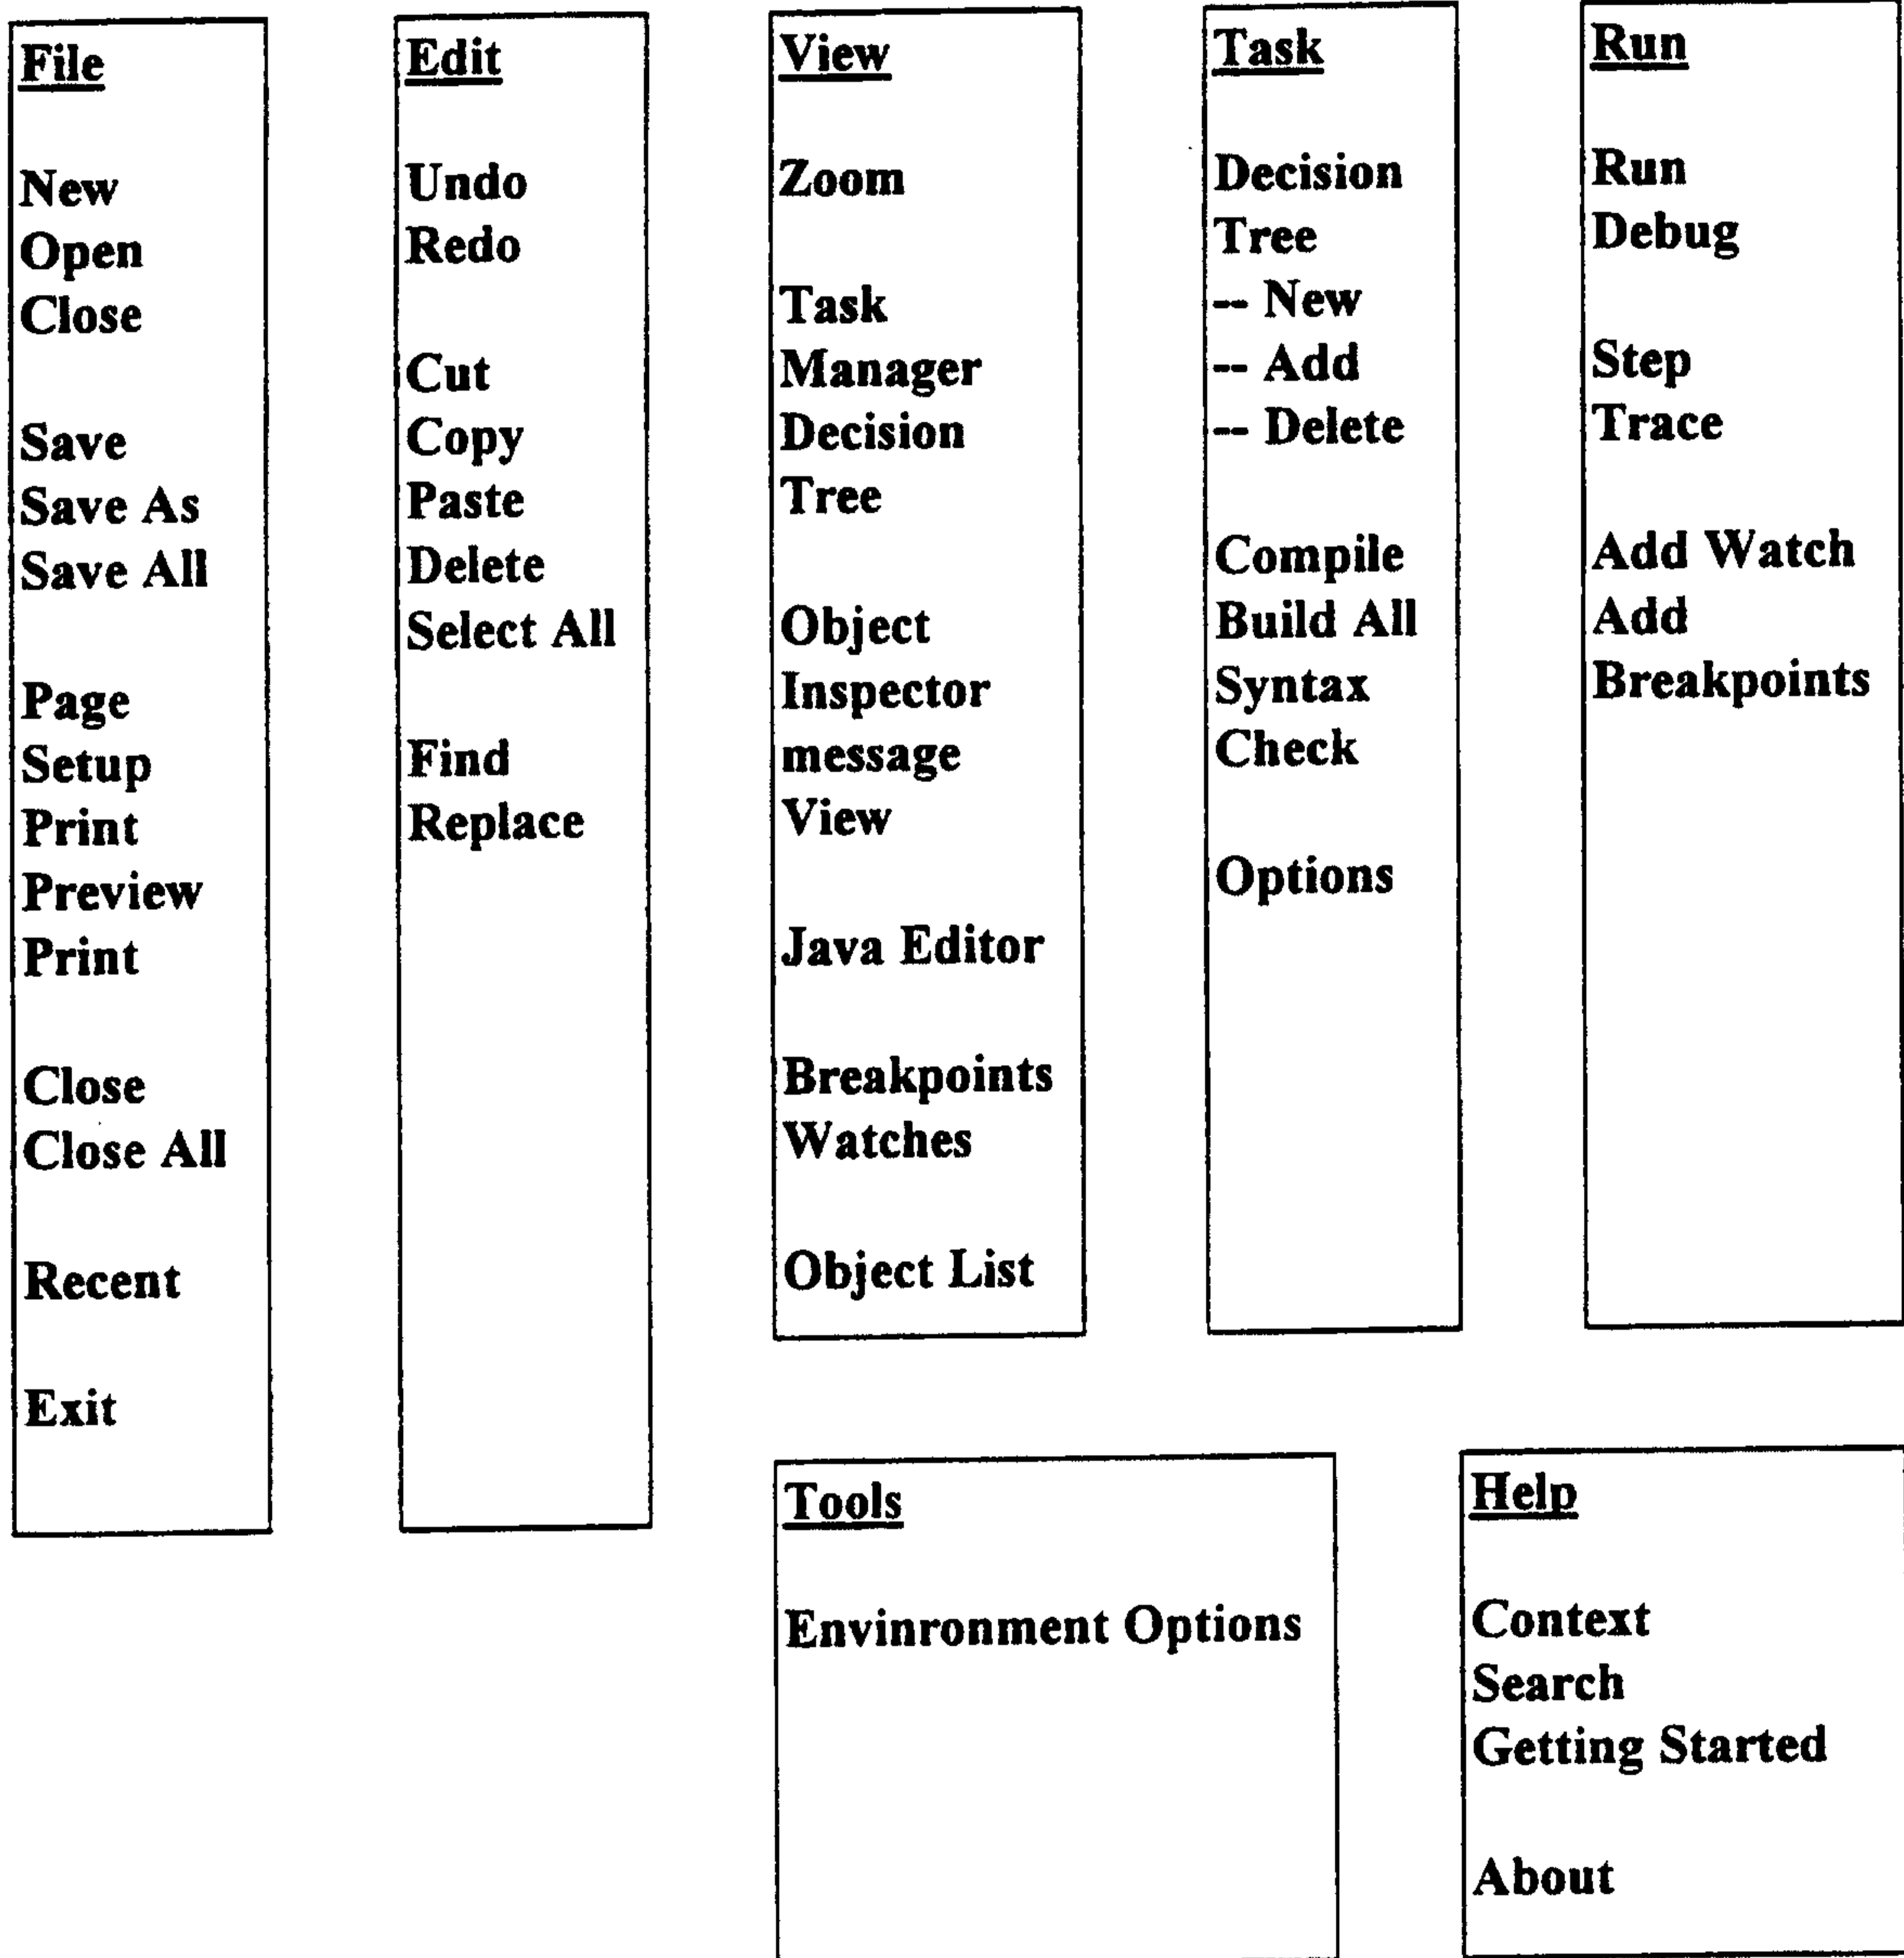 File
New
Open
Close
Save
Save As
Save All
Page
Setup
Print
Preview
Print
Close
Close All
Recent
Exit
Edit
Undo
Redo
Cut
Copy
Paste
Delete
Select All
Find
Replace
View
Zoom
Task
Manager
Decision
Tree
Object
Inspector
message
View
Java Editor
Breakpoints
Watches
Object List
Task
Decision
Tree
-- New
-- Add
-- Delete
Compile
Build All
Syntax
Check
Options
Run
Run
Debug
Step
Trace
Add Watch
Add
Breakpoints
Tools
Envinronment Options
Help
Context
Search
Getting Started
About